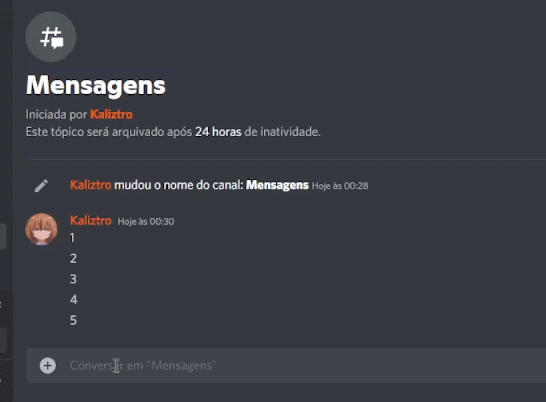 Mensagens
Iniciada por Kaliztro
Este tópico será arquivado após 24 horas de inatividade.
Kaliztro mudou o nome do canal: Mensagens Hoje às 00:28
Kaliztro Hoje às 00:30
1
2
3
4
5
Conversar em "Mensagens"